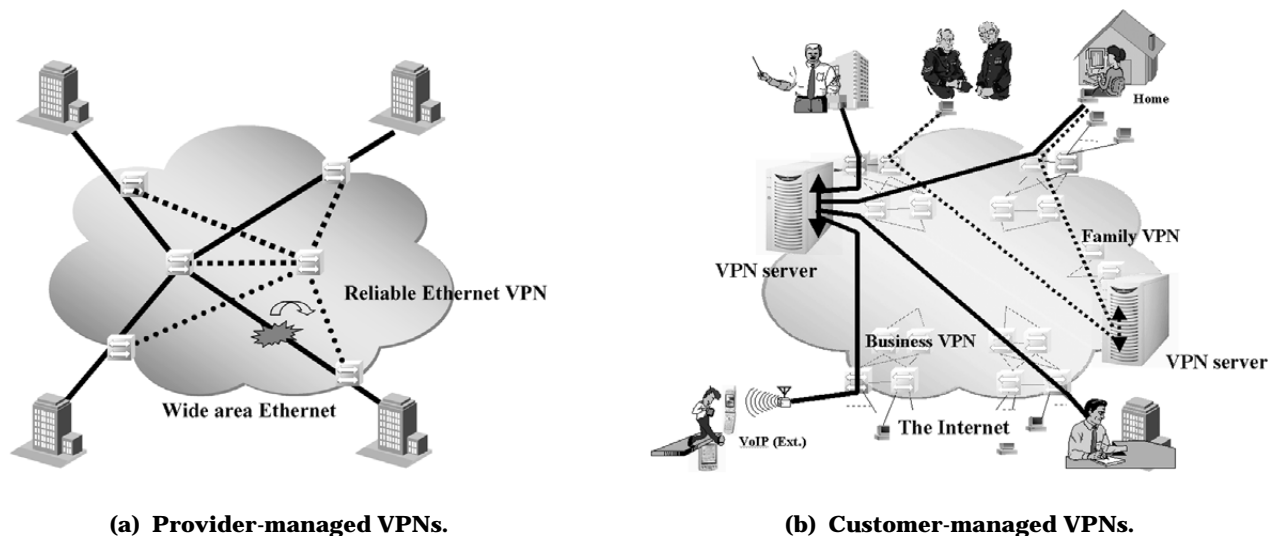 Reliable Ethernet VPN
Wide area Ethernet
(a) Provider-managed VPNs.
Home
VPN server
Family VPN
Business VPN
VPN server
The Internet
VoIP (Ext.)
(b) Customer-managed VPNs.